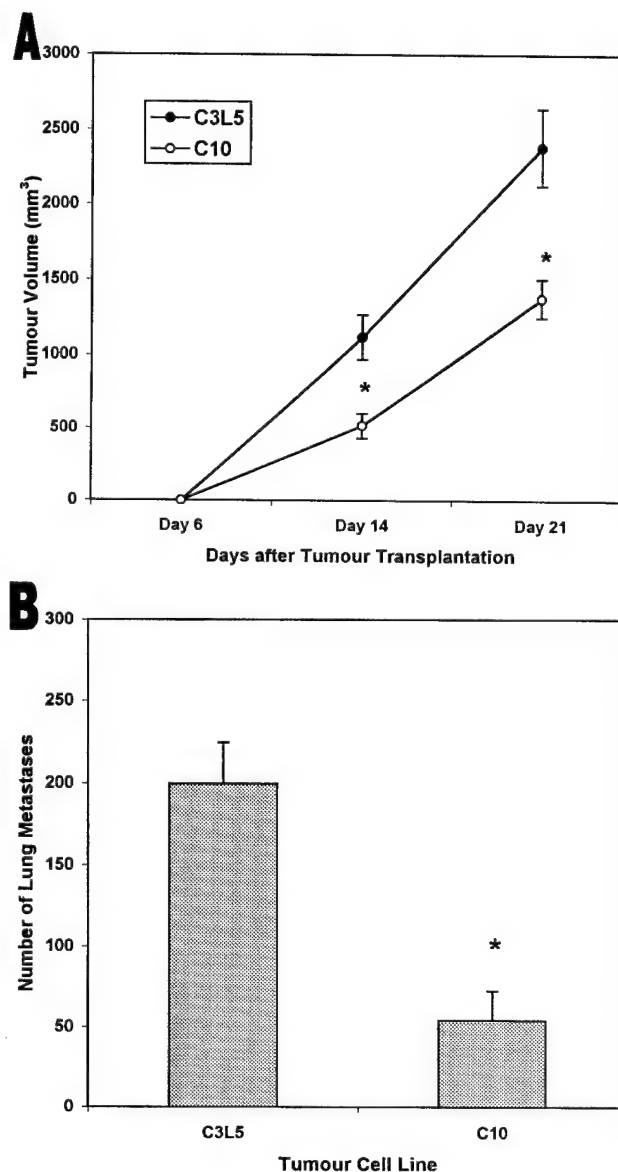 A
3000
2500
2000
1500
1000
500
0
Tumour Volume (mm³)
C3L5
C10
*
*
Day 6
Day 14
Day 21
Days after Tumour Transplantation
B
300
250
200
150
100
50
0
Number of Lung Metastases
*
C3L5
C10
Tumour Cell Line